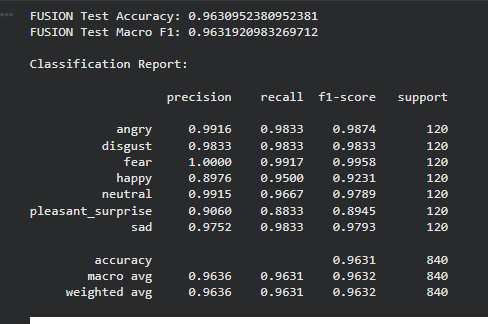 FUSION Test Accuracy: 0.9630952380952381
FUSION Test Macro F1: 0.9631920983269712
Classification Report:
precision recall f1-score support
angry 0.9916 0.9833 0.9874 120
disgust 0.9833 0.9833 0.9833 120
fear 1.0000 0.9917 0.9958 120
happy 0.8976 0.9500 0.9231 120
neutral 0.9915 0.9667 0.9789 120
pleasant_surprise 0.9060 0.8833 0.8945 120
sad 0.9752 0.9833 0.9793 120
accuracy 0.9631 840
macro avg 0.9636 0.9631 0.9632 840
weighted avg 0.9636 0.9631 0.9632 840